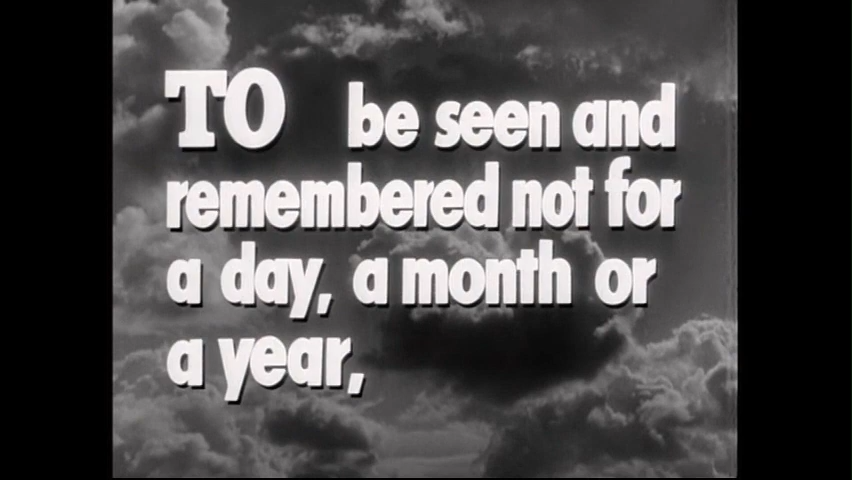 TO be seen and
remembered not for
a day, a month or
a year,